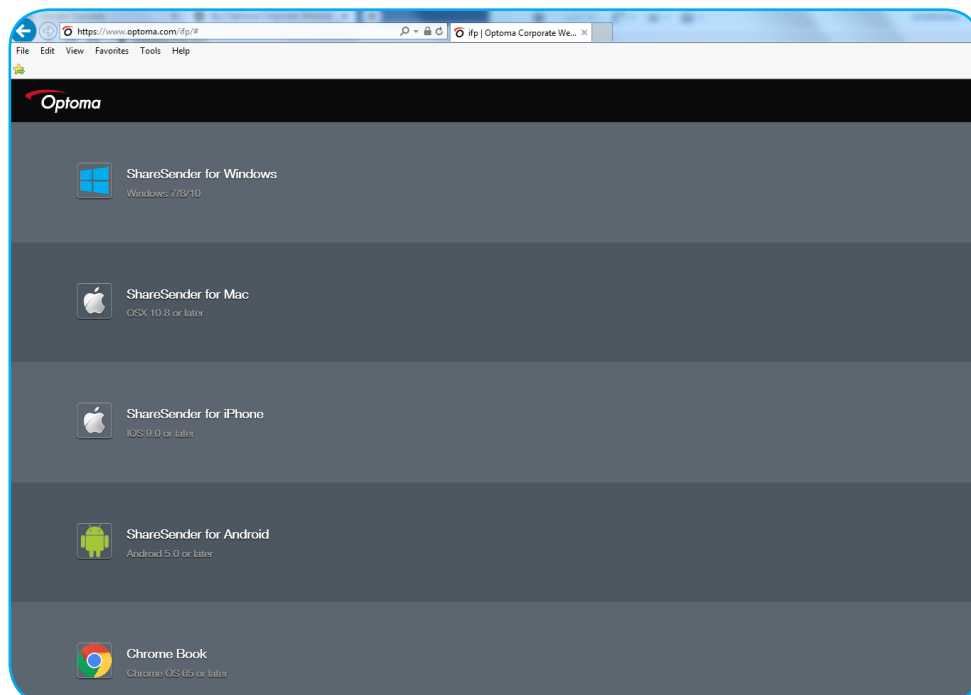 https://www.optoma.com/ifp/#
ifp | Optoma Corporate We...
File Edit View Favorites Tools Help
Optoma
ShareSender for Windows
Windows 7/8/10
ShareSender for Mac
OSX 10.8 or later
ShareSender for iPhone
IOS 9.0 or later
ShareSender for Android
Android 5.0 or later
Chrome Book
Chrome OS 65 or later